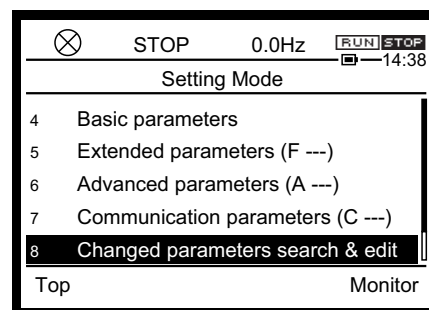 STOP 0.0Hz RUN STOP
14:38
Setting Mode
4 Basic parameters
5 Extended parameters (F ---)
6 Advanced parameters (A ---)
7 Communication parameters (C ---)
8 Changed parameters search & edit
Top Monitor